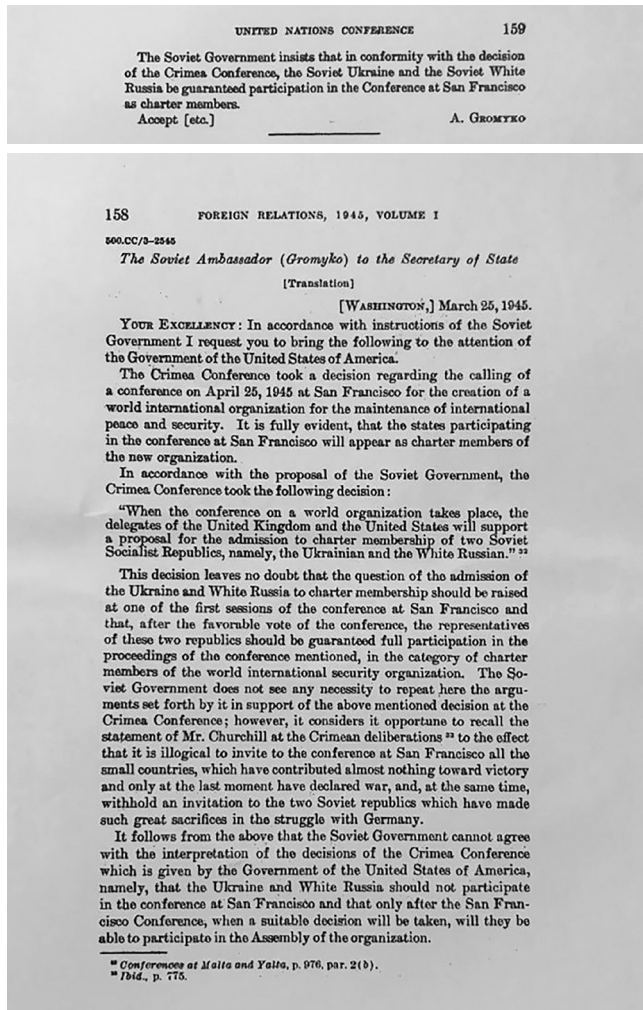 UNITED NATIONS CONFERENCE 159
The Soviet Government insists that in conformity with the decision
of the Crimea Conference, the Soviet Ukraine and the Soviet White
Russia be guaranteed participation in the Conference at San Francisco
as charter members.
Accept [etc.] A. GROMYKO
158 FOREIGN RELATIONS, 1945, VOLUME I
500.CC/3–2545
The Soviet Ambassador (Gromyko) to the Secretary of State
[Translation]
[WASHINGTON,] March 25, 1945.
YOUR EXCELLENCY: In accordance with instructions of the Soviet
Government I request you to bring the following to the attention of
the Government of the United States of America.
The Crimea Conference took a decision regarding the calling of
a conference on April 25, 1945 at San Francisco for the creation of a
world international organization for the maintenance of international
peace and security. It is fully evident, that the states participating
in the conference at San Francisco will appear as charter members of
the new organization.
In accordance with the proposal of the Soviet Government, the
Crimea Conference took the following decision:
“When the conference on a world organization takes place, the
delegates of the United Kingdom and the United States will support
a proposal for the admission to charter membership of two Soviet
Socialist Republics, namely, the Ukrainian and the White Russian.” 32
This decision leaves no doubt that the question of the admission of
the Ukraine and White Russia to charter membership should be raised
at one of the first sessions of the conference at San Francisco and
that, after the favorable vote of the conference, the representatives
of these two republics should be guaranteed full participation in the
proceedings of the conference mentioned, in the category of charter
members of the world international security organization. The So-
viet Government does not see any necessity to repeat here the argu-
ments set forth by it in support of the above mentioned decision at the
Crimea Conference; however, it considers it opportune to recall the
statement of Mr. Churchill at the Crimean deliberations 33 to the effect
that it is illogical to invite to the conference at San Francisco all the
small countries, which have contributed almost nothing toward victory
and only at the last moment have declared war, and, at the same time,
withhold an invitation to the two Soviet republics which have made
such great sacrifices in the struggle with Germany.
It follows from the above that the Soviet Government cannot agree
with the interpretation of the decisions of the Crimea Conference
which is given by the Government of the United States of America,
namely, that the Ukraine and White Russia should not participate
in the conference at San Francisco and that only after the San Fran-
cisco Conference, when a suitable decision will be taken, will they be
able to participate in the Assembly of the organization.
Conferences at Malta and Yalta, p. 976, par. 2(b).
Ibid., p. 775.